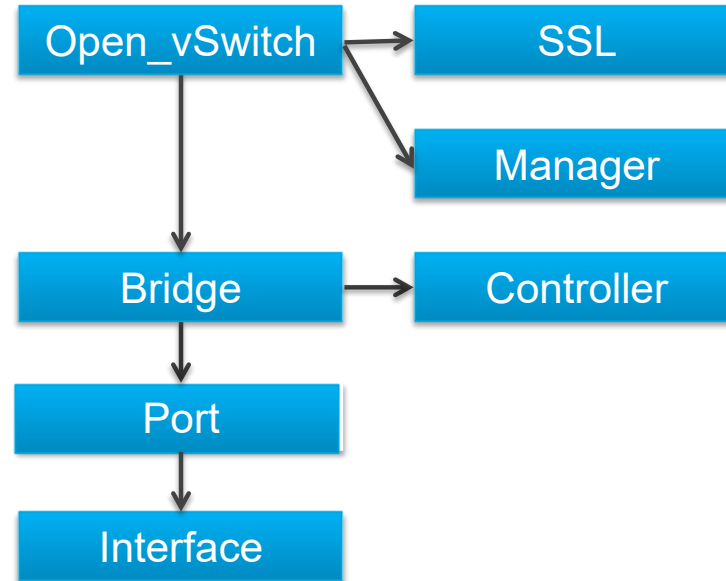 Open_vSwitch
SSL
Manager
Bridge
Controller
Port
Interface